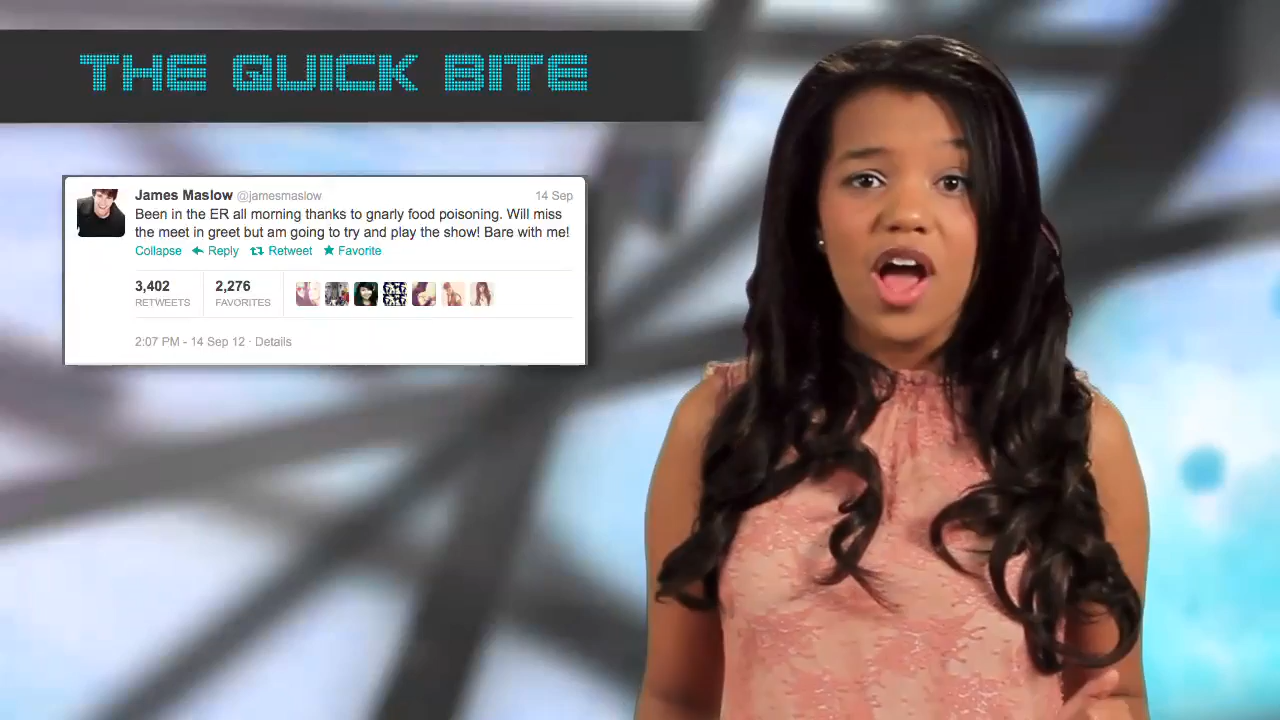 THE QUICK BITE
James Maslow @jamesmaslow 14 Sep
Been in the ER all morning thanks to gnarly food poisoning. Will miss
the meet in greet but am going to try and play the show! Bare with me!
Collapse Reply Retweet Favorite
3,402 2,276
RETWEETS FAVORITES
2:07 PM - 14 Sep 12 · Details